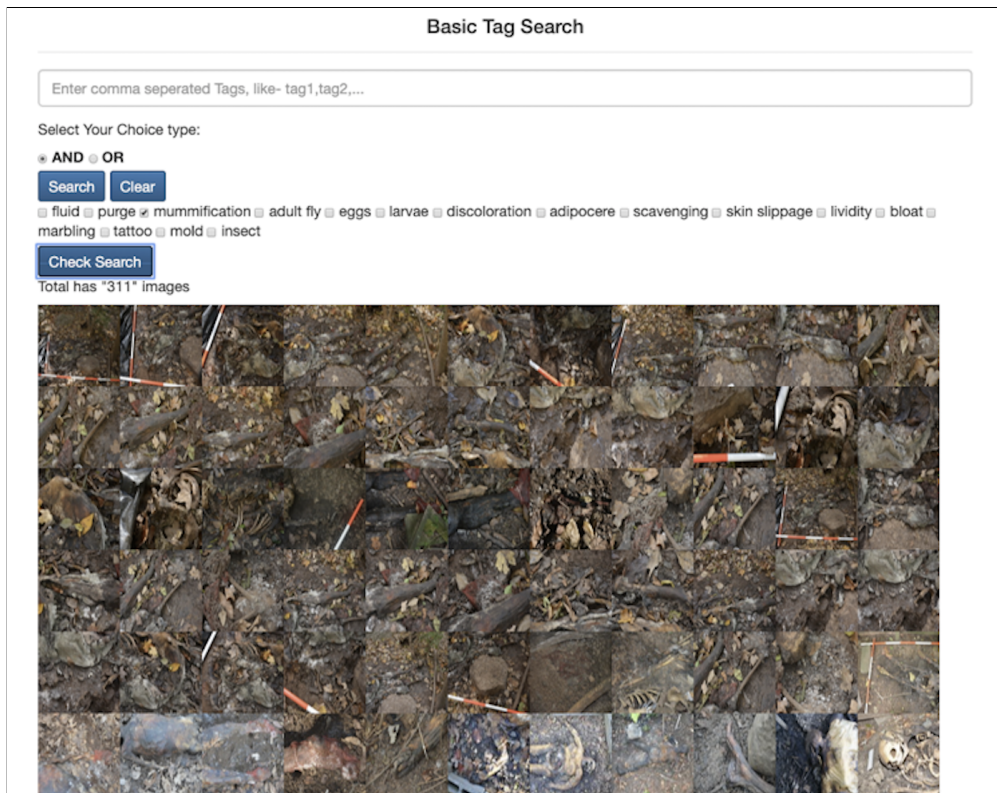 Basic Tag Search
Enter comma seperated Tags, like- tag1,tag2,...
Select Your Choice type:
AND OR
Search Clear
fluid purge mummification adult fly eggs larvae discoloration adipocere scavenging skin slippage lividity bloat
marbling tattoo mold insect
Check Search
Total has "311" images